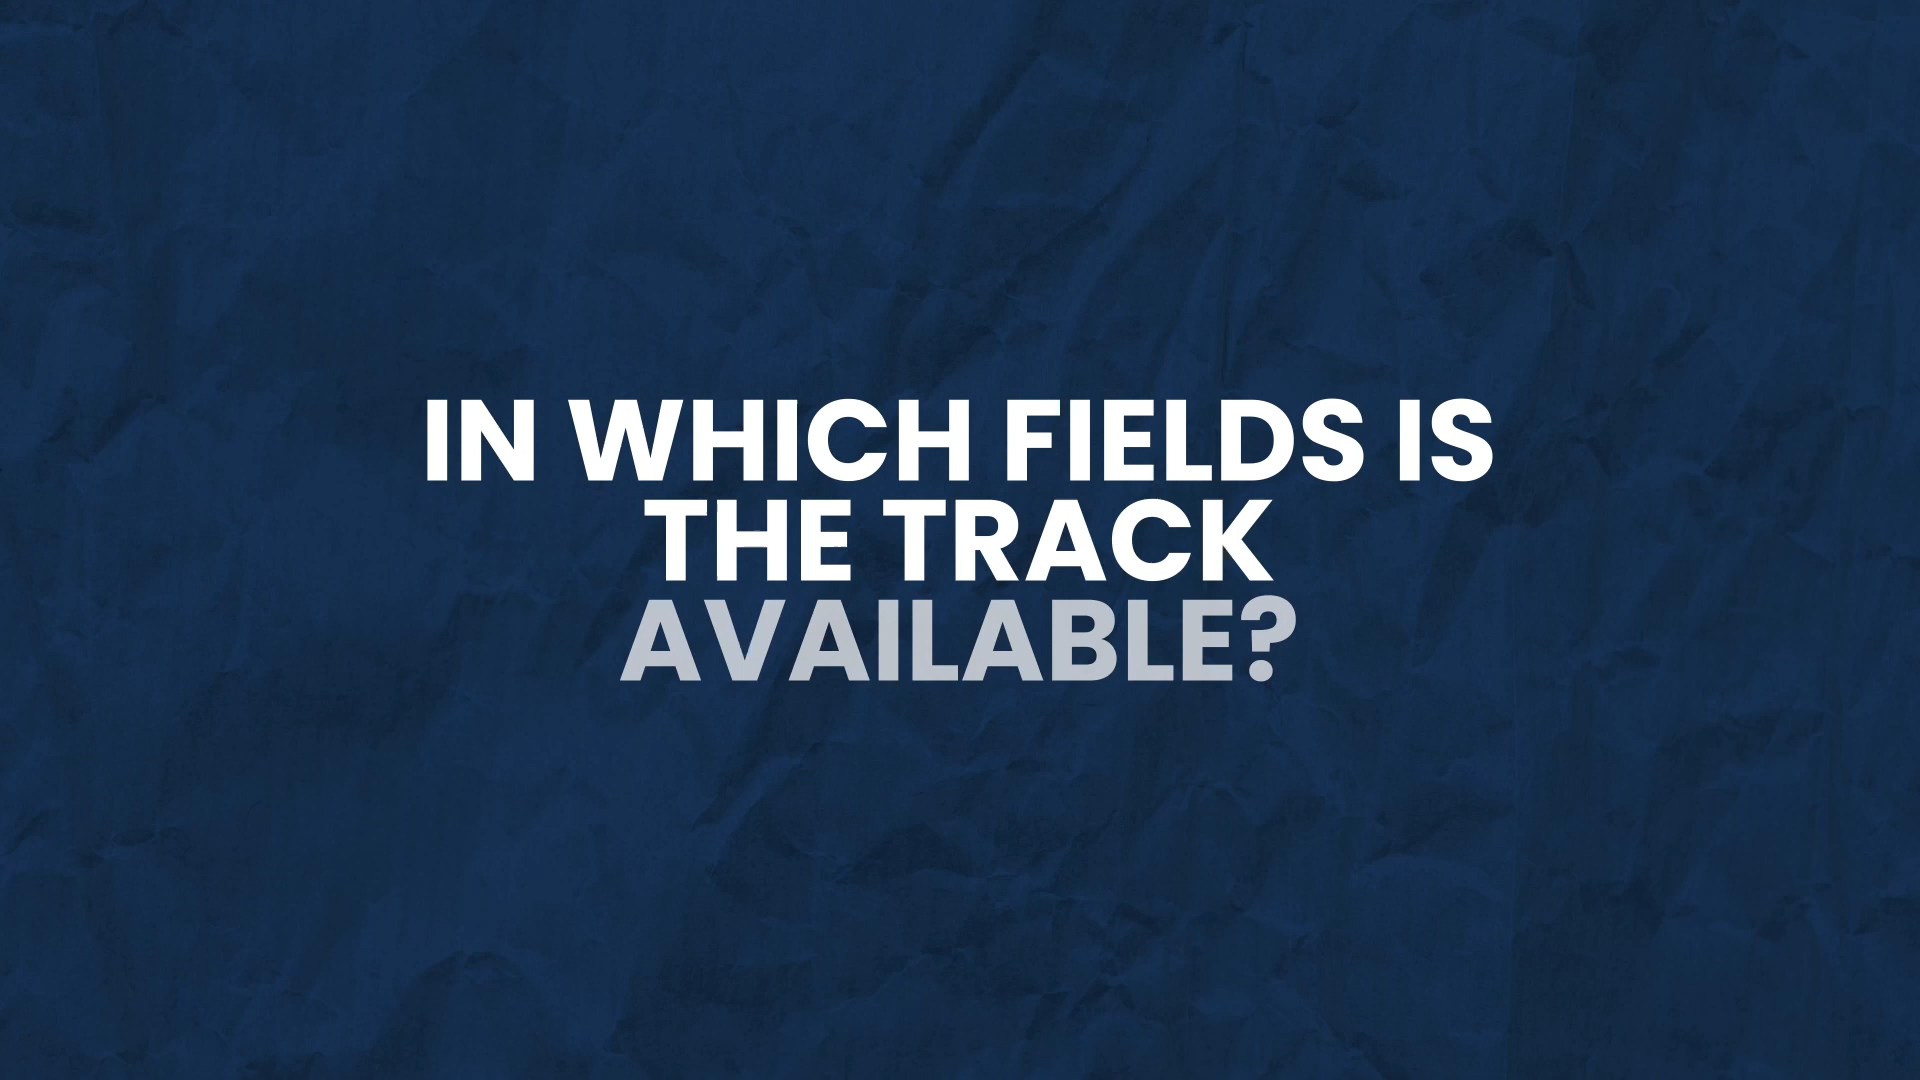 IN WHICH FIELDS IS
THE TRACK
AVAILABLE?